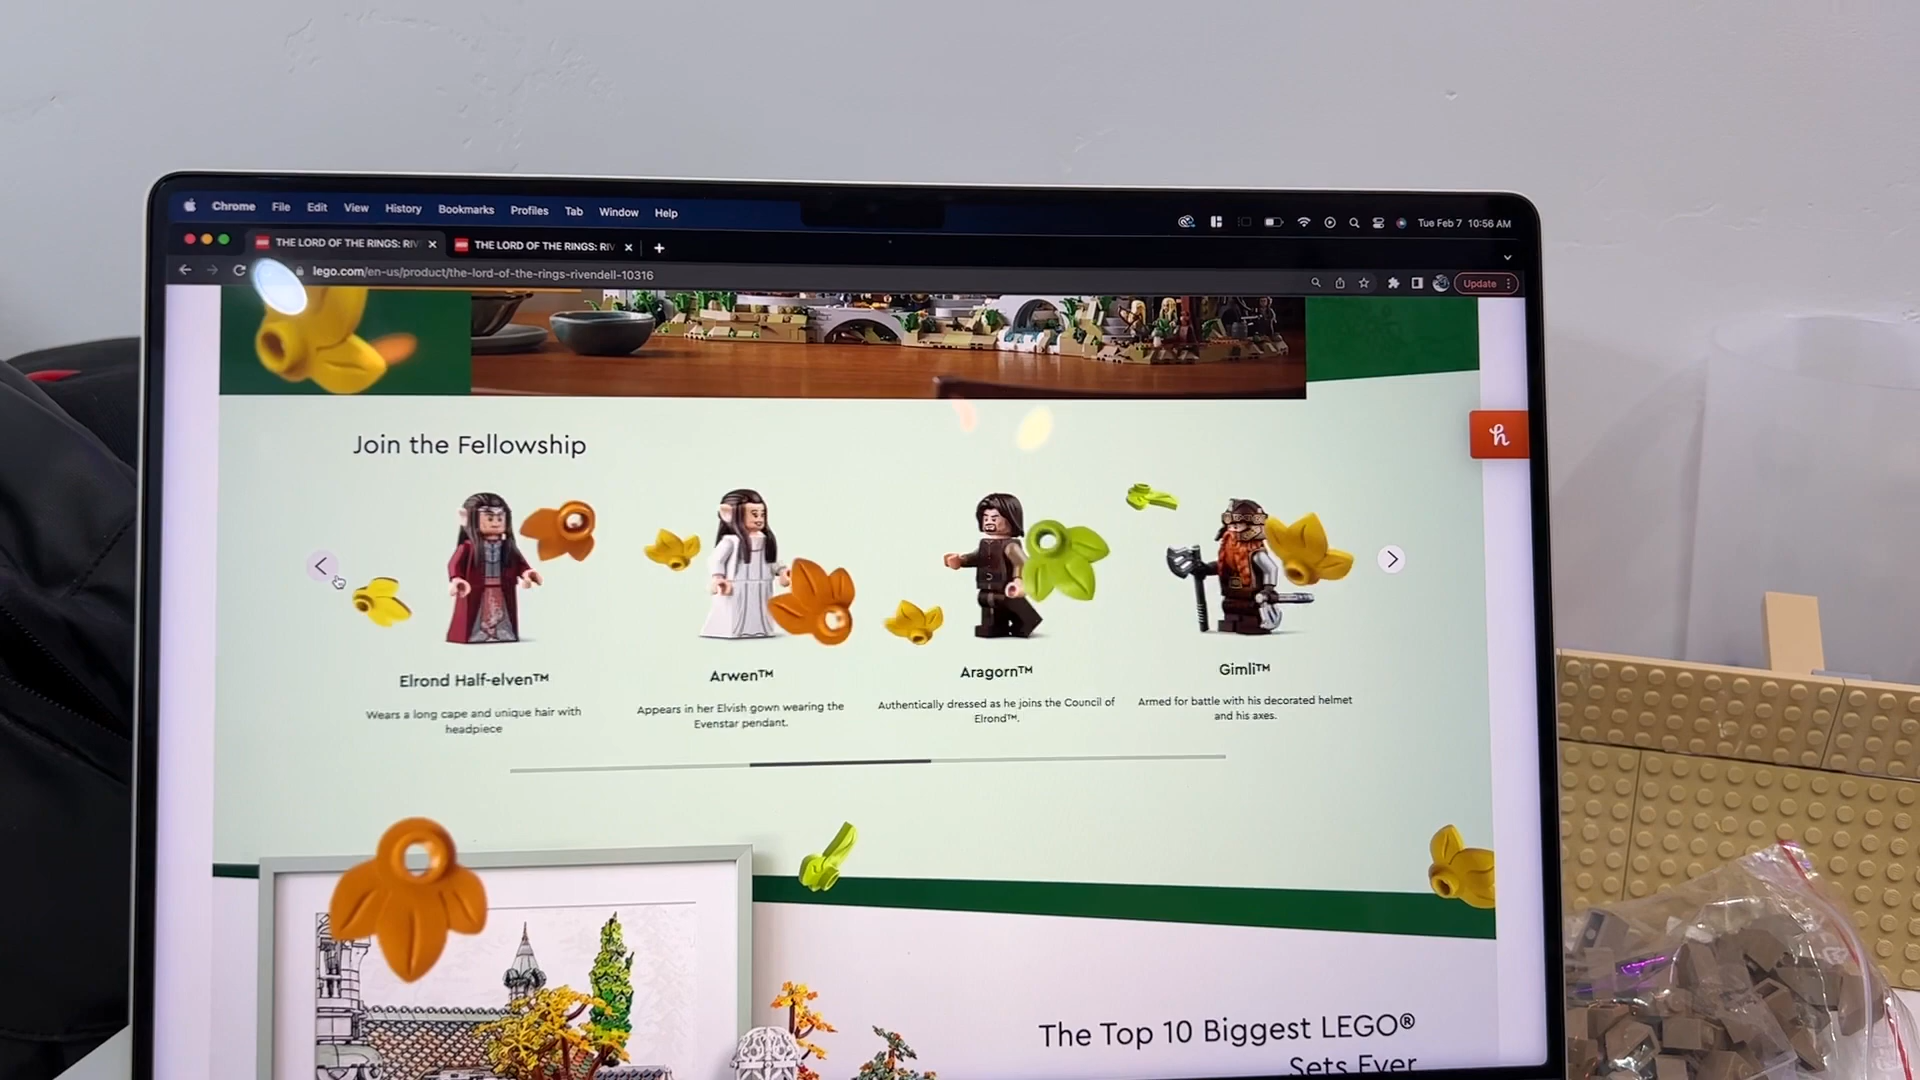 Chrome File Edit View History Bookmarks Profiles Tab Window Help Tue Feb 7 10:56 AM
THE LORD OF THE RINGS: RIV THE LORD OF THE RINGS: RIV
lego.com/en-us/product/the-lord-of-the-rings-rivendell-10316 Update
Join the Fellowship
h
Elrond Half-elven™ Arwen™ Aragorn™ Gimli™
Wears a long cape and unique hair with
headpiece
Appears in her Elvish gown wearing the
Evenstar pendant.
Authentically dressed as he joins the Council of
Elrond™.
Armed for battle with his decorated helmet
and his axes.
The Top 10 Biggest LEGO®
Sets Ever